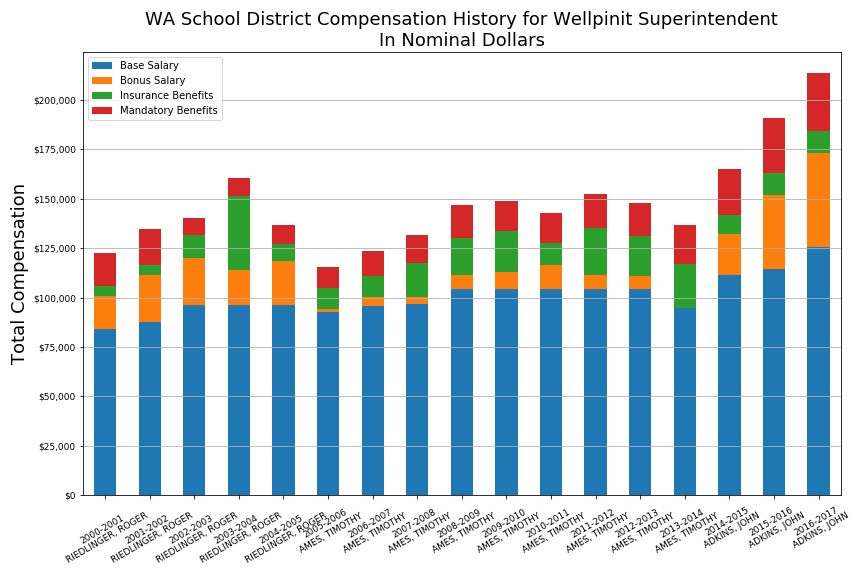 WA School District Compensation History for Wellpinit Superintendent
In Nominal Dollars
Base Salary
Bonus Salary
Insurance Benefits
Mandatory Benefits
Total Compensation
$200,000
$175,000
$150,000
$125,000
$100,000
$75,000
$50,000
$25,000
$0
2000-2001
RIEDLINGER, ROGER
2001-2002
RIEDLINGER, ROGER
2002-2003
RIEDLINGER, ROGER
2003-2004
RIEDLINGER, ROGER
2004-2005
RIEDLINGER, ROGER
2005-2006
AMES, TIMOTHY
2006-2007
AMES, TIMOTHY
2007-2008
AMES, TIMOTHY
2008-2009
AMES, TIMOTHY
2009-2010
AMES, TIMOTHY
2010-2011
AMES, TIMOTHY
2011-2012
AMES, TIMOTHY
2012-2013
AMES, TIMOTHY
2013-2014
AMES, TIMOTHY
2014-2015
ADKINS, JOHN
2015-2016
ADKINS, JOHN
2016-2017
ADKINS, JOHN